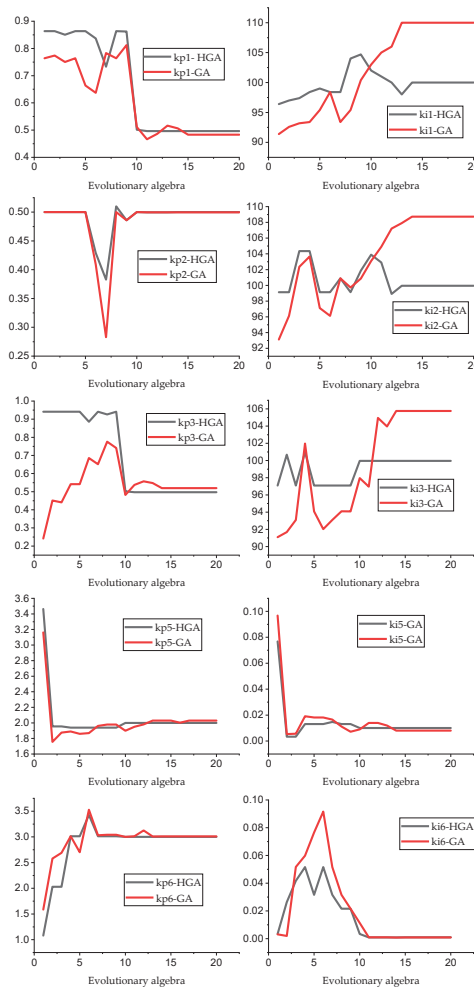 0.9
0.8
0.7
0.6
0.5
0.4
0 5 10 15 20
kp1- HGA
kp1-GA
Evolutionary algebra
110
105
100
95
90
0 5 10 15 20
ki1-HGA
ki1-GA
Evolutionary algebra
0.50
0.45
0.40
0.35
0.30
0.25
0 5 10 15 20
kp2-HGA
kp2-GA
Evolutionary algebra
110
108
106
104
102
100
98
96
94
92
0 5 10 15 20
ki2-HGA
ki2-GA
Evolutionary algebra
1.0
0.9
0.8
0.7
0.6
0.5
0.4
0.3
0.2
0 5 10 15 20
kp3-HGA
kp3-GA
Evolutionary algebra
106
104
102
100
98
96
94
92
90
0 5 10 15 20
ki3-HGA
ki3-GA
Evolutionary algebra
3.6
3.4
3.2
3.0
2.8
2.6
2.4
2.2
2.0
1.8
1.6
0 5 10 15 20
kp5-HGA
kp5-GA
Evolutionary algebra
0.10
0.08
0.06
0.04
0.02
0.00
0 5 10 15 20
ki5-GA
ki5-GA
Evolutionary algebra
3.5
3.0
2.5
2.0
1.5
1.0
0 5 10 15 20
kp6-HGA
kp6-GA
Evolutionary algebra
0.10
0.08
0.06
0.04
0.02
0.00
0 5 10 15 20
ki6-HGA
ki6-GA
Evolutionary algebra